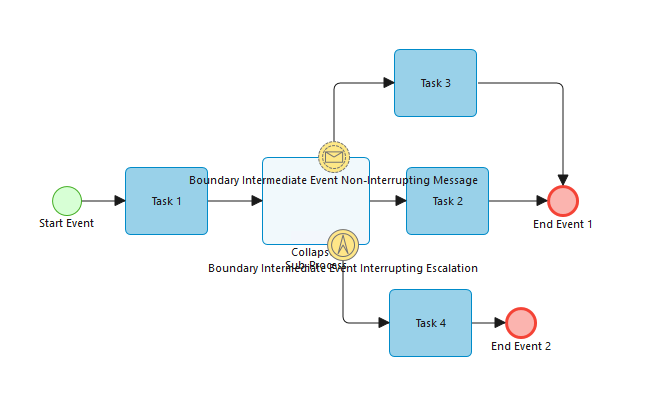 Task 3
Boundary Intermediate Event Non-Interrupting Message
Start Event
Task 1
Task 2
End Event 1
Sub-Process
Boundary Intermediate Event Interrupting Escalation
Task 4
End Event 2